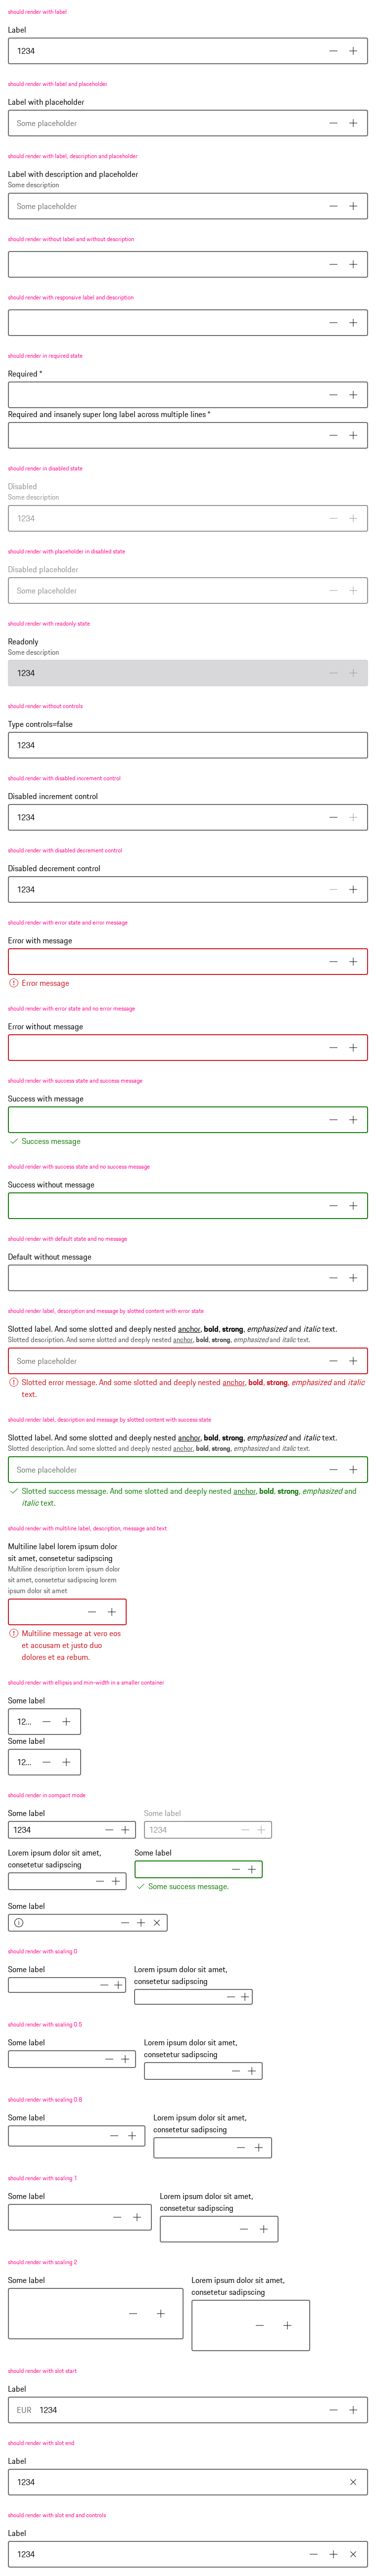 should render with label
Label
1234
should render with label and placeholder
Label with placeholder
Some placeholder
should render with label, description and placeholder
Label with description and placeholder
Some description
Some placeholder
should render without label and without description
should render with responsive label and description
should render in required state
Required *
Required and insanely super long label across multiple lines *
should render in disabled state
Disabled
Some description
1234
should render with placeholder in disabled state
Disabled placeholder
Some placeholder
should render with readonly state
Readonly
Some description
1234
should render without controls
Type controls=false
1234
should render with disabled increment control
Disabled increment control
1234
should render with disabled decrement control
Disabled decrement control
1234
should render with error state and error message
Error with message
Error message
should render with error state and no error message
Error without message
should render with success state and success message
Success with message
Success message
should render with success state and no success message
Success without message
should render with default state and no message
Default without message
should render label, description and message by slotted content with error state
Slotted label. And some slotted and deeply nested anchor, bold, strong, emphasized and italic text.
Slotted description. And some slotted and deeply nested anchor, bold, strong, emphasized and italic text.
Some placeholder
Slotted error message. And some slotted and deeply nested anchor, bold, strong, emphasized and italic
text.
should render label, description and message by slotted content with success state
Slotted label. And some slotted and deeply nested anchor, bold, strong, emphasized and italic text.
Slotted description. And some slotted and deeply nested anchor, bold, strong, emphasized and italic text.
Some placeholder
Slotted success message. And some slotted and deeply nested anchor, bold, strong, emphasized and
italic text.
should render with multiline label, description, message and text
Multiline label lorem ipsum dolor
sit amet, consetetur sadipscing
Multiline description lorem ipsum dolor
sit amet, consetetur sadipscing lorem
ipsum dolor sit amet
Multiline message at vero eos
et accusam et justo duo
dolores et ea rebum.
should render with ellipsis and min-width in a smaller container
Some label
12...
Some label
12...
should render in compact mode
Some label
Some label
1234
1234
Lorem ipsum dolor sit amet,
consetetur sadipscing
Some label
Some success message.
Some label
should render with scaling 0
Some label
Lorem ipsum dolor sit amet,
consetetur sadipscing
should render with scaling 0.5
Some label
Lorem ipsum dolor sit amet,
consetetur sadipscing
should render with scaling 0.8
Some label
Lorem ipsum dolor sit amet,
consetetur sadipscing
should render with scaling 1
Some label
Lorem ipsum dolor sit amet,
consetetur sadipscing
should render with scaling 2
Some label
Lorem ipsum dolor sit amet,
consetetur sadipscing
should render with slot start
Label
EUR 1234
should render with slot end
Label
1234
should render with slot end and controls
Label
1234